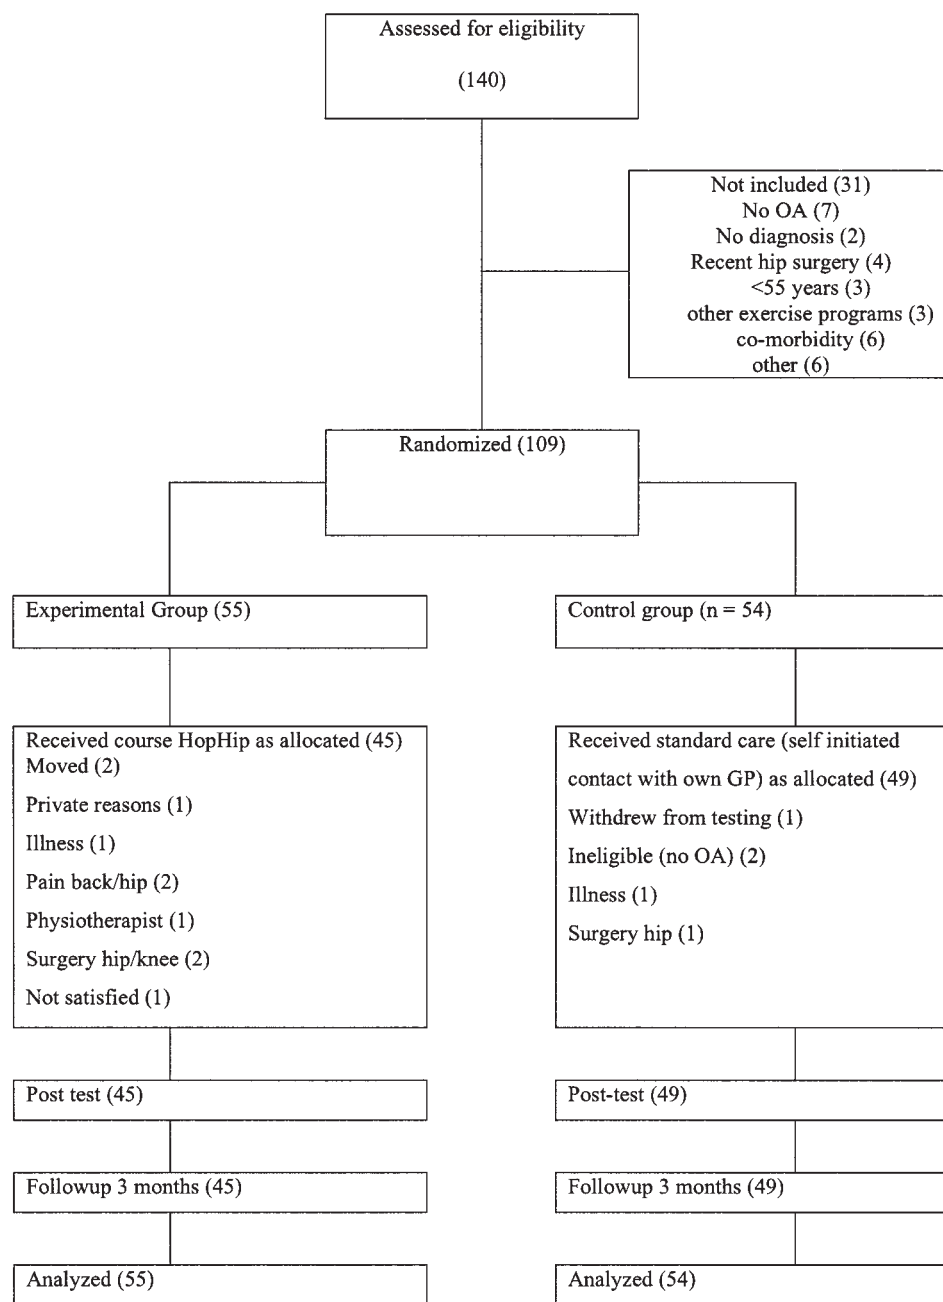 Assessed for eligibility
(140)
Not included (31)
No OA (7)
No diagnosis (2)
Recent hip surgery (4)
<55 years (3)
other exercise programs (3)
co-morbidity (6)
other (6)
Randomized (109)
Experimental Group (55)
Control group (n = 54)
Received course HopHip as allocated (45)
Moved (2)
Private reasons (1)
Illness (1)
Pain back/hip (2)
Physiotherapist (1)
Surgery hip/knee (2)
Not satisfied (1)
Received standard care (self initiated
contact with own GP) as allocated (49)
Withdrew from testing (1)
Ineligible (no OA) (2)
Illness (1)
Surgery hip (1)
Post test (45)
Post-test (49)
Followup 3 months (45)
Followup 3 months (49)
Analyzed (55)
Analyzed (54)